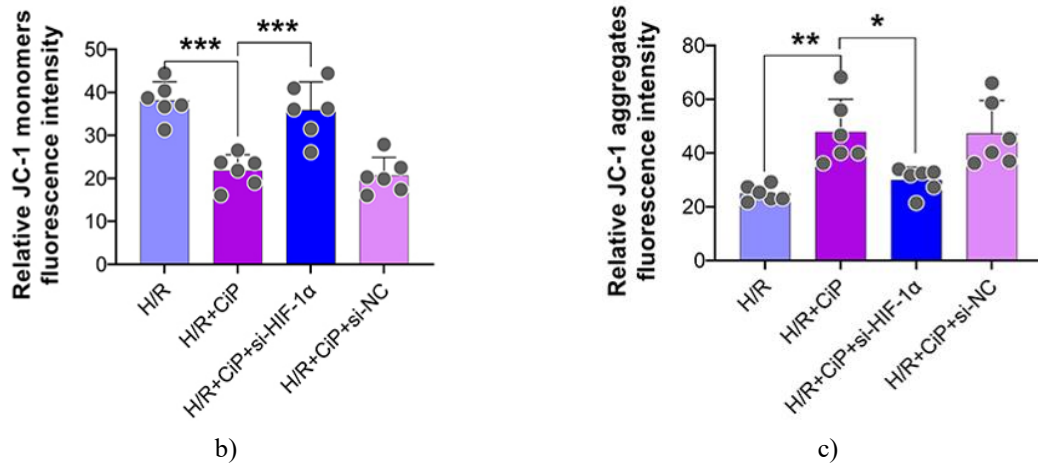 Relative JC-1 monomers
fluorescence intensity
50
40
30
20
10
0
***
***
H/R
H/R+CiP
H/R+CiP+si-HIF-1α
H/R+CiP+si-NC
b)
Relative JC-1 aggregates
fluorescence intensity
80
60
40
20
0
**
*
H/R
H/R+CiP
H/R+CiP+si-HIF-1α
H/R+CiP+si-NC
c)